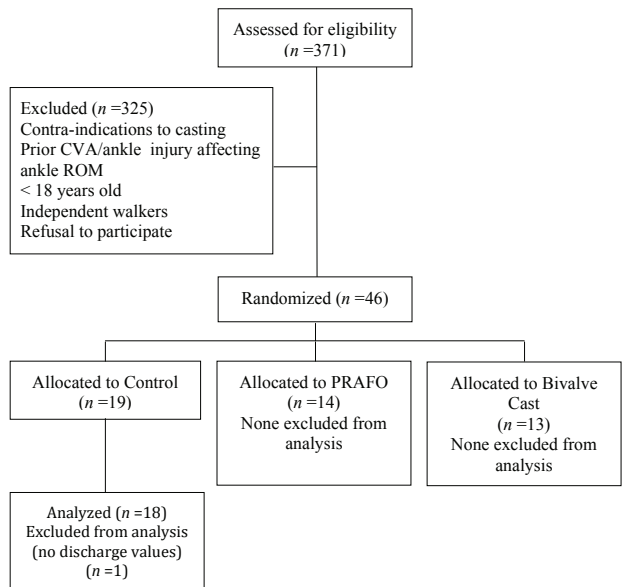 Assessed for eligibility
(n =371)
Excluded (n =325)
Contra-indications to casting
Prior CVA/ankle injury affecting
ankle ROM
< 18 years old
Independent walkers
Refusal to participate
Randomized (n =46)
Allocated to Control
(n =19)
Allocated to PRAFO
(n =14)
None excluded from
analysis
Allocated to Bivalve
Cast
(n =13)
None excluded from
analysis
Analyzed (n =18)
Excluded from analysis
(no discharge values)
(n =1)